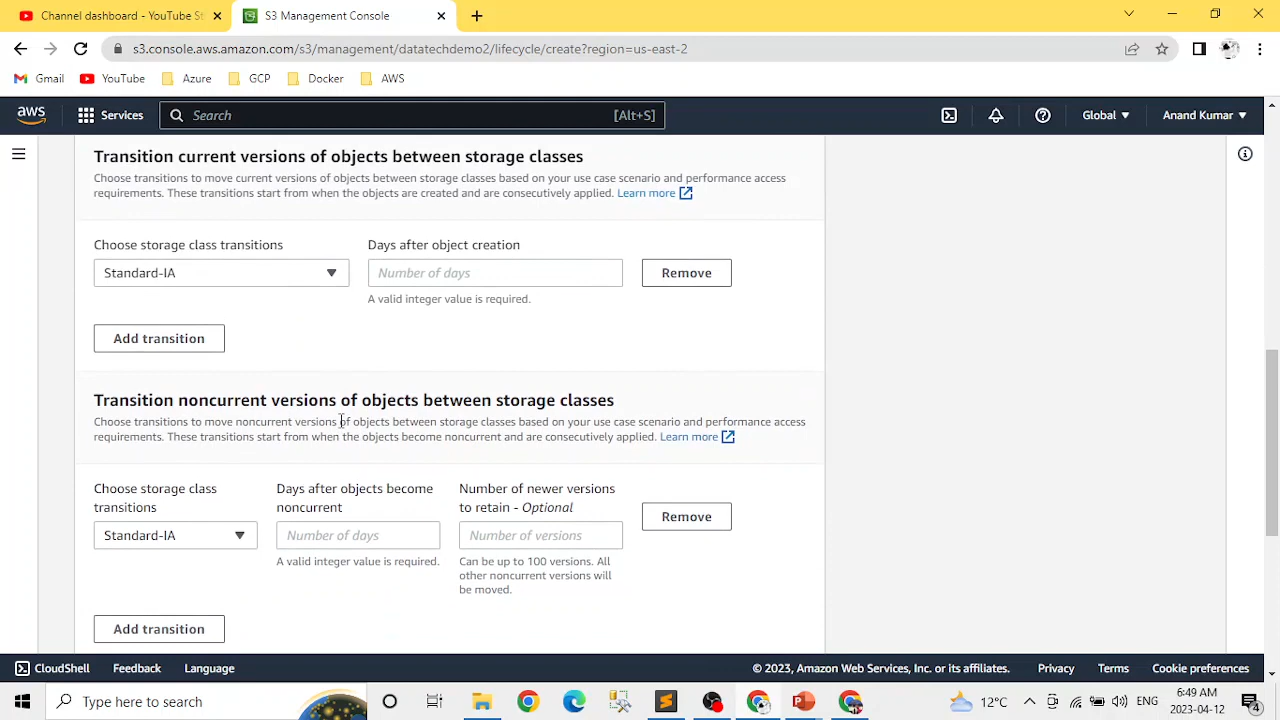 Channel dashboard - YouTube St
S3 Management Console
s3.console.aws.amazon.com/s3/management/datatechdemo2/lifecycle/create?region=us-east-2
Gmail
YouTube
Azure
GCP
Docker
AWS
aws
Services
Search
[Alt+S]
Global
Anand Kumar
Transition current versions of objects between storage classes
Choose transitions to move current versions of objects between storage classes based on your use case scenario and performance access
requirements. These transitions start from when the objects are created and are consecutively applied. Learn more
Choose storage class transitions
Days after object creation
Standard-IA
Number of days
Remove
A valid integer value is required.
Add transition
Transition noncurrent versions of objects between storage classes
Choose transitions to move noncurrent versions of objects between storage classes based on your use case scenario and performance access
requirements. These transitions start from when the objects become noncurrent and are consecutively applied. Learn more
Choose storage class
transitions
Days after objects become
noncurrent
Number of newer versions
to retain - Optional
Standard-IA
Number of days
Number of versions
Remove
A valid integer value is required.
Can be up to 100 versions. All
other noncurrent versions will
be moved.
Add transition
CloudShell
Feedback
Language
© 2023, Amazon Web Services, Inc. or its affiliates.
Privacy
Terms
Cookie preferences
Type here to search
12°C
6:49 AM
2023-04-12
4